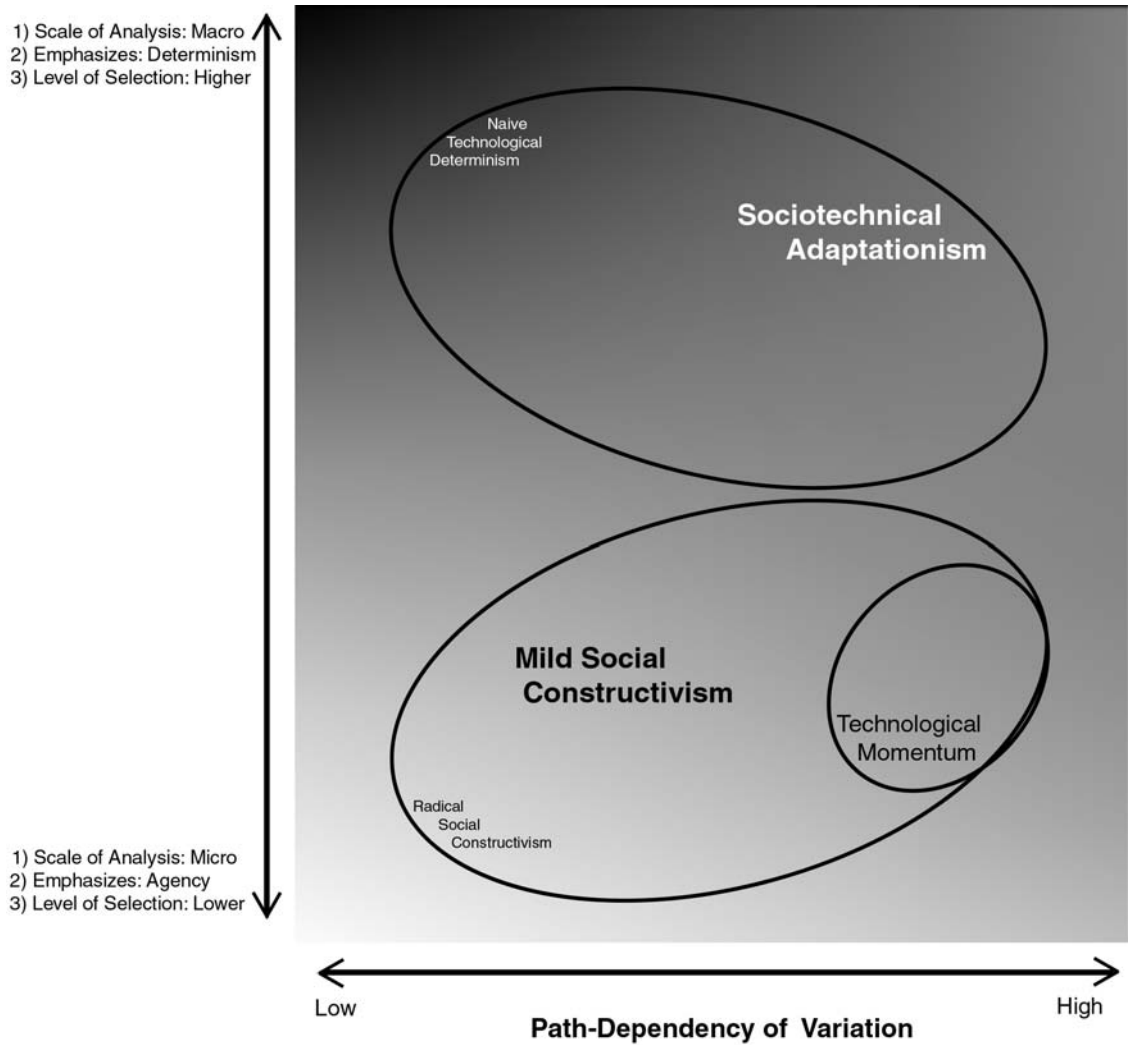 1) Scale of Analysis: Macro
2) Emphasizes: Determinism
3) Level of Selection: Higher
Naive
Technological
Determinism
Sociotechnical
Adaptationism
Mild Social
Constructivism
Technological
Momentum
Radical
Social
Constructivism
1) Scale of Analysis: Micro
2) Emphasizes: Agency
3) Level of Selection: Lower
Low
High
Path-Dependency of Variation